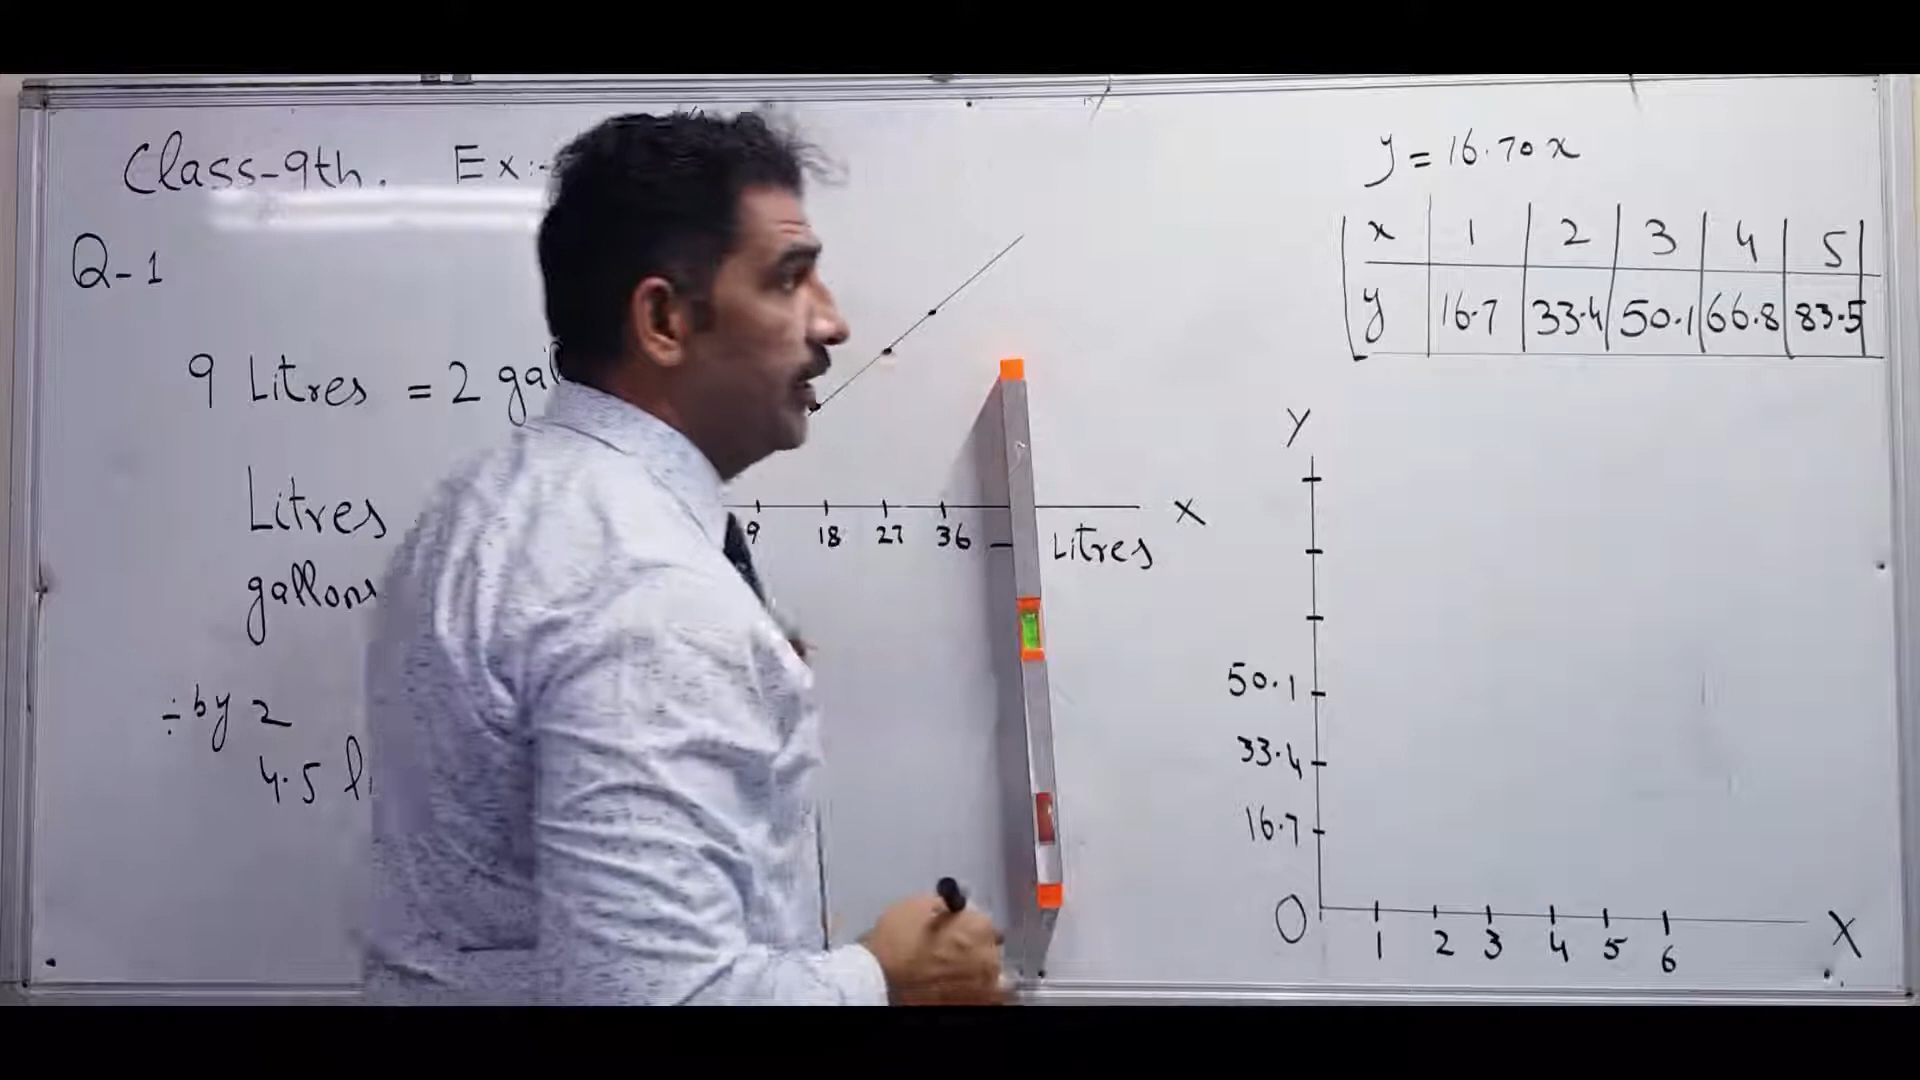 Class-9th. Ex:-
Q-1
9 Litres = 2
Litres
gallons
÷ by 2
4.5
9 18 27 36
X
Litres
y = 16.70x
x 1 2 3 4 5
y 16.7 33.4 50.1 66.8 83.5
Y
50.1
33.4
16.7
O
1 2 3 4 5 6
X